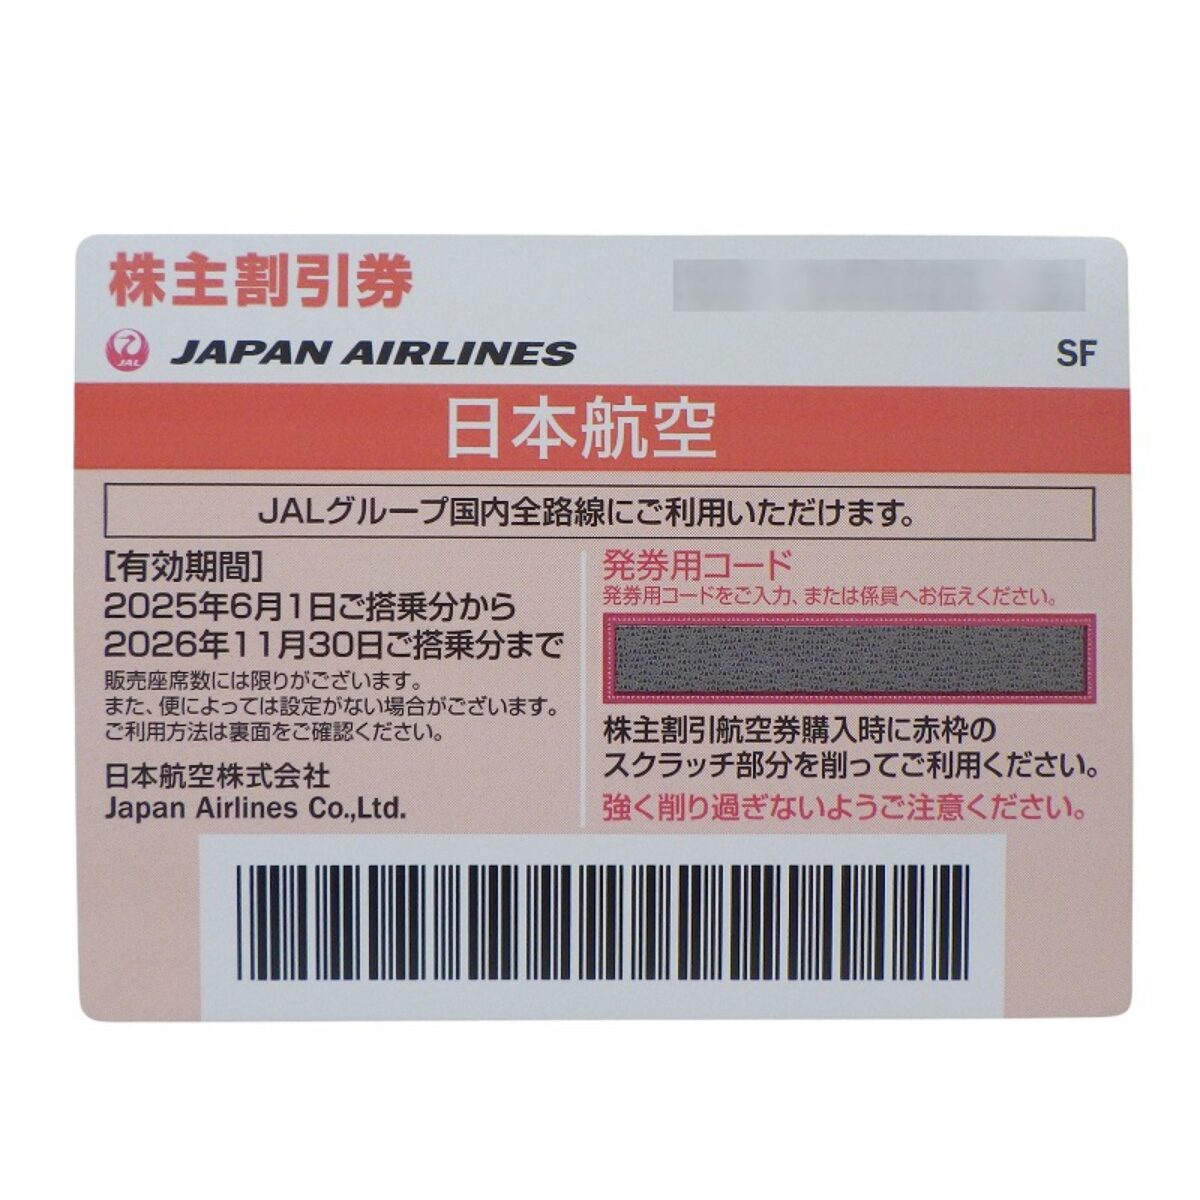 株主割引券
JAL
JAPAN AIRLINES
SF
日本航空
JALグループ国内全路線にご利用いただけます。
[有効期間]
2025年6月1日ご搭乗分から
2026年11月30日ご搭乗分まで
販売座席数には限りがございます。
また、便によっては設定がない場合がございます。
ご利用方法は裏面をご確認ください。
日本航空株式会社
Japan Airlines Co.,Ltd.
発券用コード
発券用コードをご入力、または係員へお伝えください。
株主割引航空券購入時に赤枠の
スクラッチ部分を削ってご利用ください。
強く削り過ぎないようご注意ください。